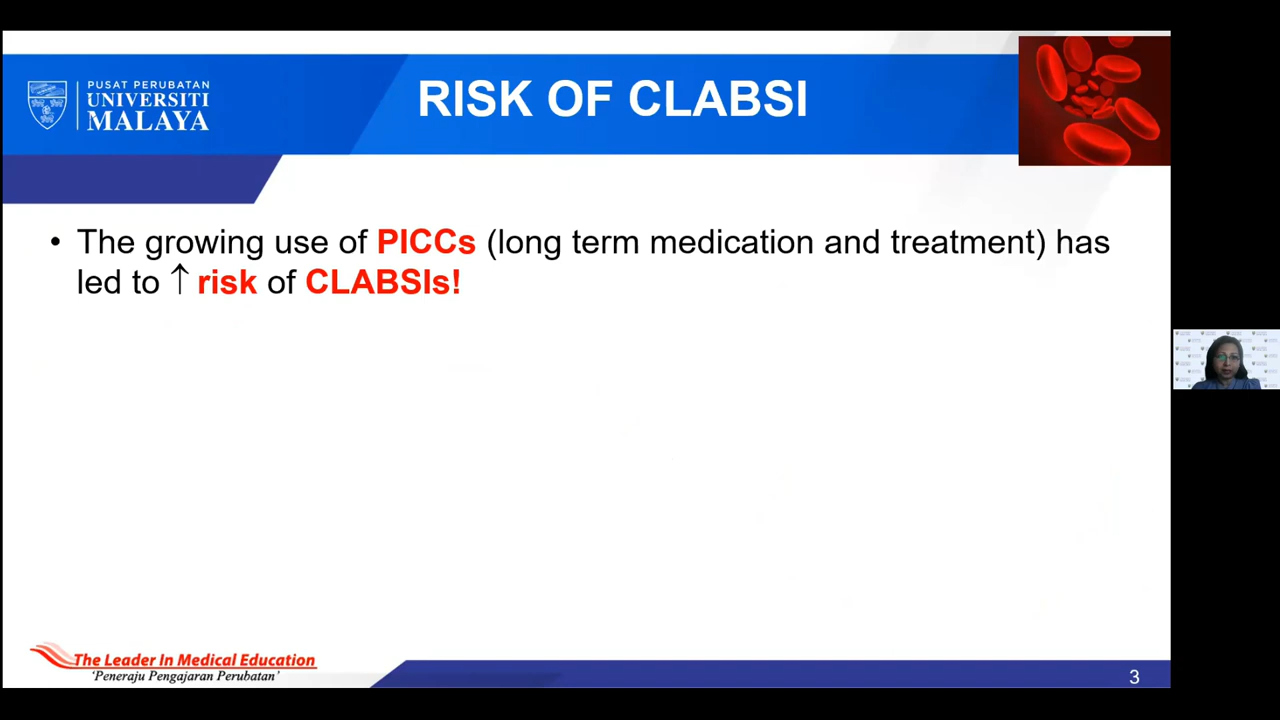 PUSAT PERUBATAN
UNIVERSITI
MALAYA
RISK OF CLABSI
• The growing use of PICCs (long term medication and treatment) has
led to ↑ risk of CLABSIs!
The Leader In Medical Education
'Peneraju Pengajaran Perubatan'
3